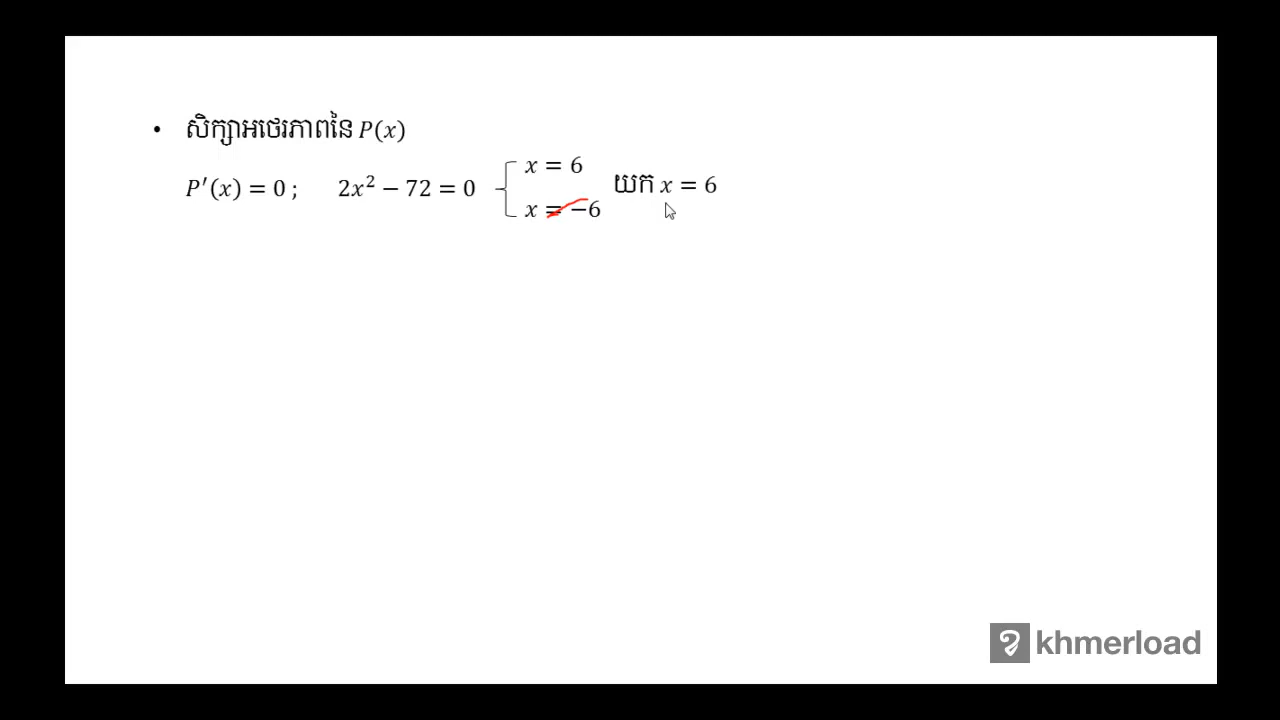 • សិក្សាអថេរភាពនៃ P(x)
x = 6
P′(x) = 0 ; 2x² − 72 = 0 យក x = 6
x = −6
khmerload